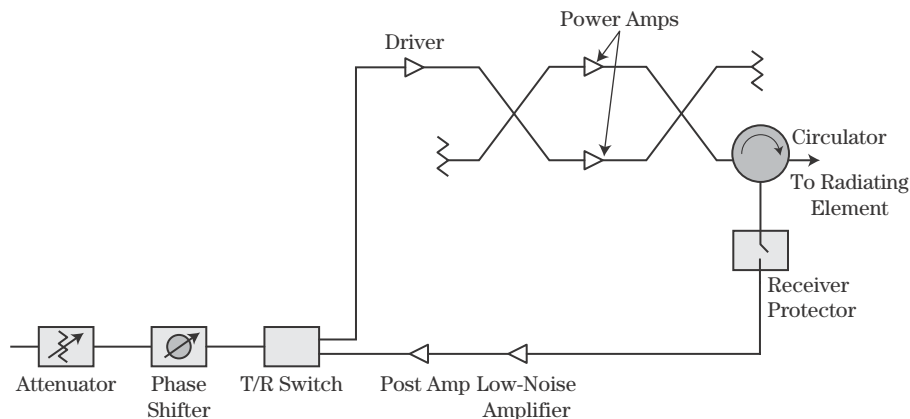 Power Amps
Driver
Circulator
To Radiating
Element
Receiver
Protector
Attenuator
Phase
Shifter
T/R Switch
Post Amp
Low-Noise
Amplifier